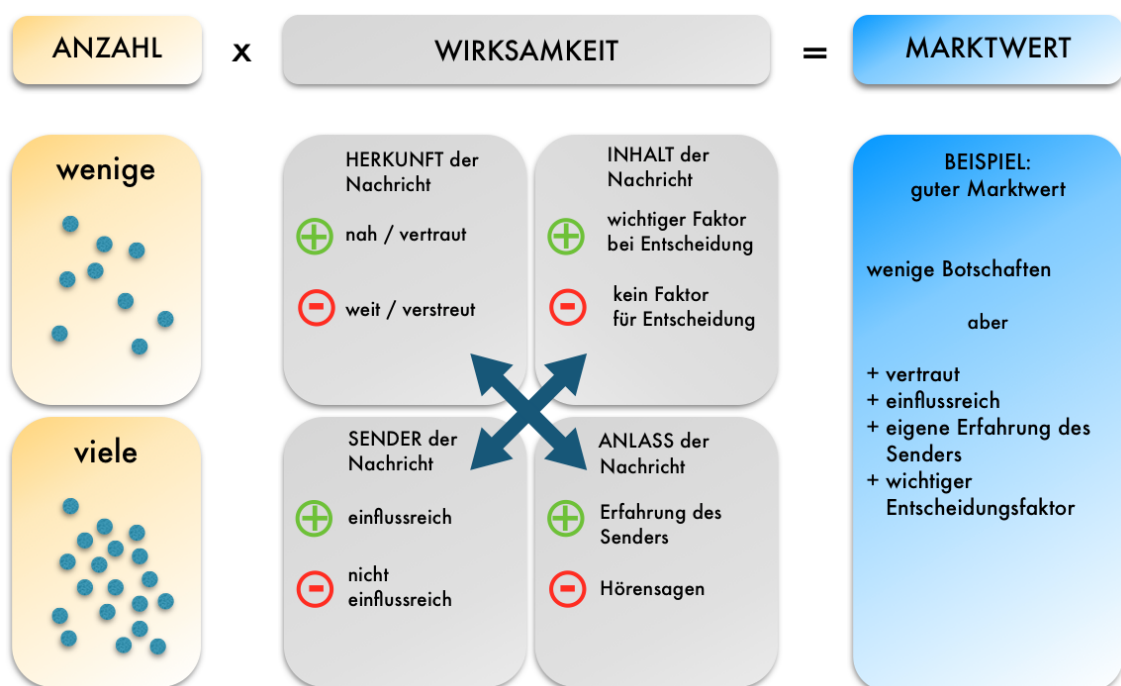 ANZAHL x WIRKSAMKEIT = MARKTWERT
wenige
viele
HERKUNFT der
Nachricht
+ nah / vertraut
- weit / verstreut
INHALT der
Nachricht
+ wichtiger Faktor
bei Entscheidung
- kein Faktor
für Entscheidung
SENDER der
Nachricht
+ einflussreich
- nicht
einflussreich
ANLASS der
Nachricht
+ Erfahrung des
Senders
- Hörensagen
BEISPIEL:
guter Marktwert
wenige Botschaften
aber
+ vertraut
+ einflussreich
+ eigene Erfahrung des
Senders
+ wichtiger
Entscheidungsfaktor